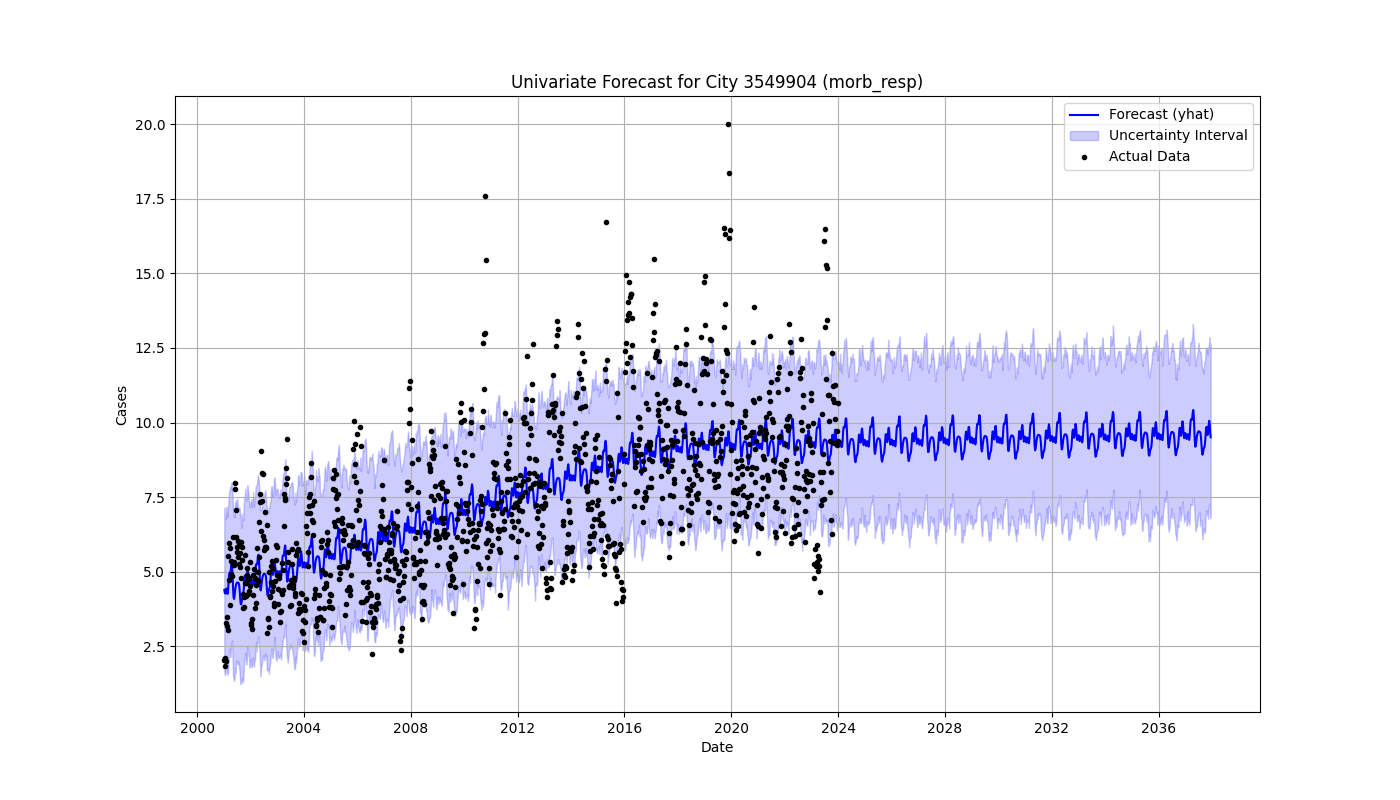 Univariate Forecast for City 3549904 (morb_resp)
Forecast (yhat)
Uncertainty Interval
Actual Data
Cases
20.0
17.5
15.0
12.5
10.0
7.5
5.0
2.5
2000 2004 2008 2012 2016 2020 2024 2028 2032 2036
Date